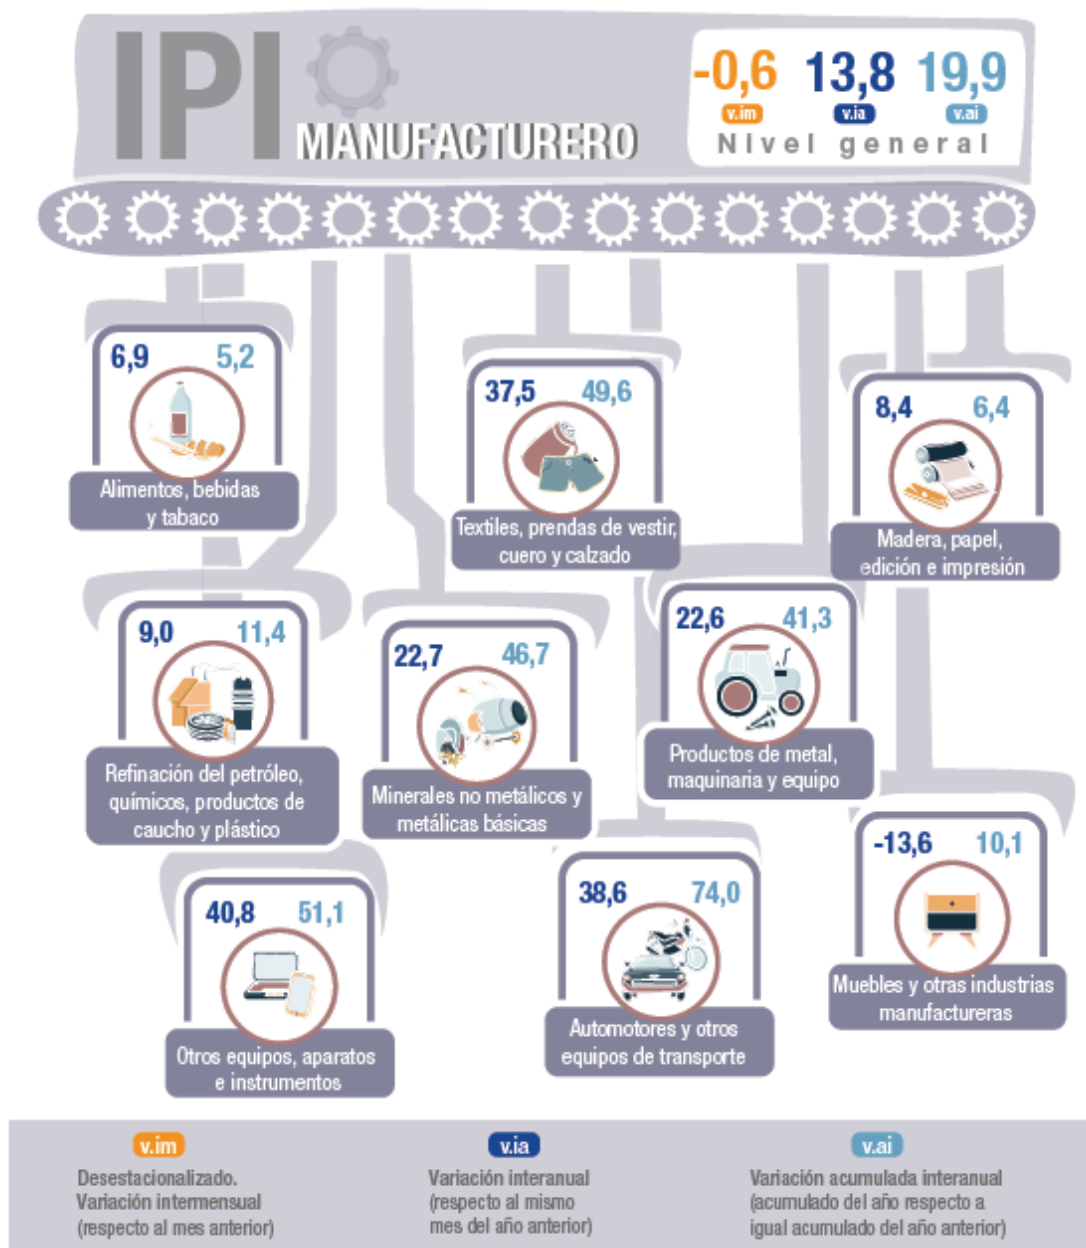 IPI
MANUFACTURERO
-0,6 13,8 19,9
v.im v.ia v.ai
Nivel general
6,9 5,2
Alimentos, bebidas
y tabaco
37,5 49,6
Textiles, prendas de vestir,
cuero y calzado
8,4 6,4
Madera, papel,
edición e impresión
9,0 11,4
Refinación del petróleo,
químicos, productos de
caucho y plástico
22,7 46,7
Minerales no metálicos y
metálicas básicas
22,6 41,3
Productos de metal,
maquinaria y equipo
40,8 51,1
Otros equipos, aparatos
e instrumentos
38,6 74,0
Automotores y otros
equipos de transporte
-13,6 10,1
Muebles y otras industrias
manufactureras
v.im
Desestacionalizado.
Variación intermensual
(respecto al mes anterior)
v.ia
Variación interanual
(respecto al mismo
mes del año anterior)
v.ai
Variación acumulada interanual
(acumulado del año respecto a
igual acumulado del año anterior)